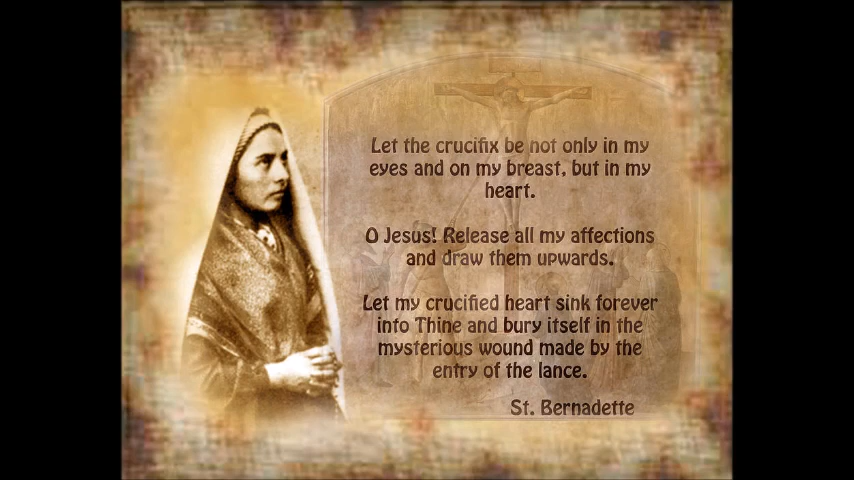 Let the crucifix be not only in my
eyes and on my breast, but in my
heart.
O Jesus! Release all my affections
and draw them upwards.
Let my crucified heart sink forever
into Thine and bury itself in the
mysterious wound made by the
entry of the lance.
St. Bernadette